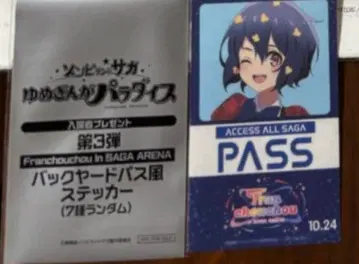 ゾンビランドサガ
ゆめぎんがパラダイス
入場者プレゼント
第3弾
Franchouchou in SAGA ARENA
バックヤードパス風
ステッカー
(7種ランダム)
ACCESS ALL SAGA
PASS
Franchouchou
10.24